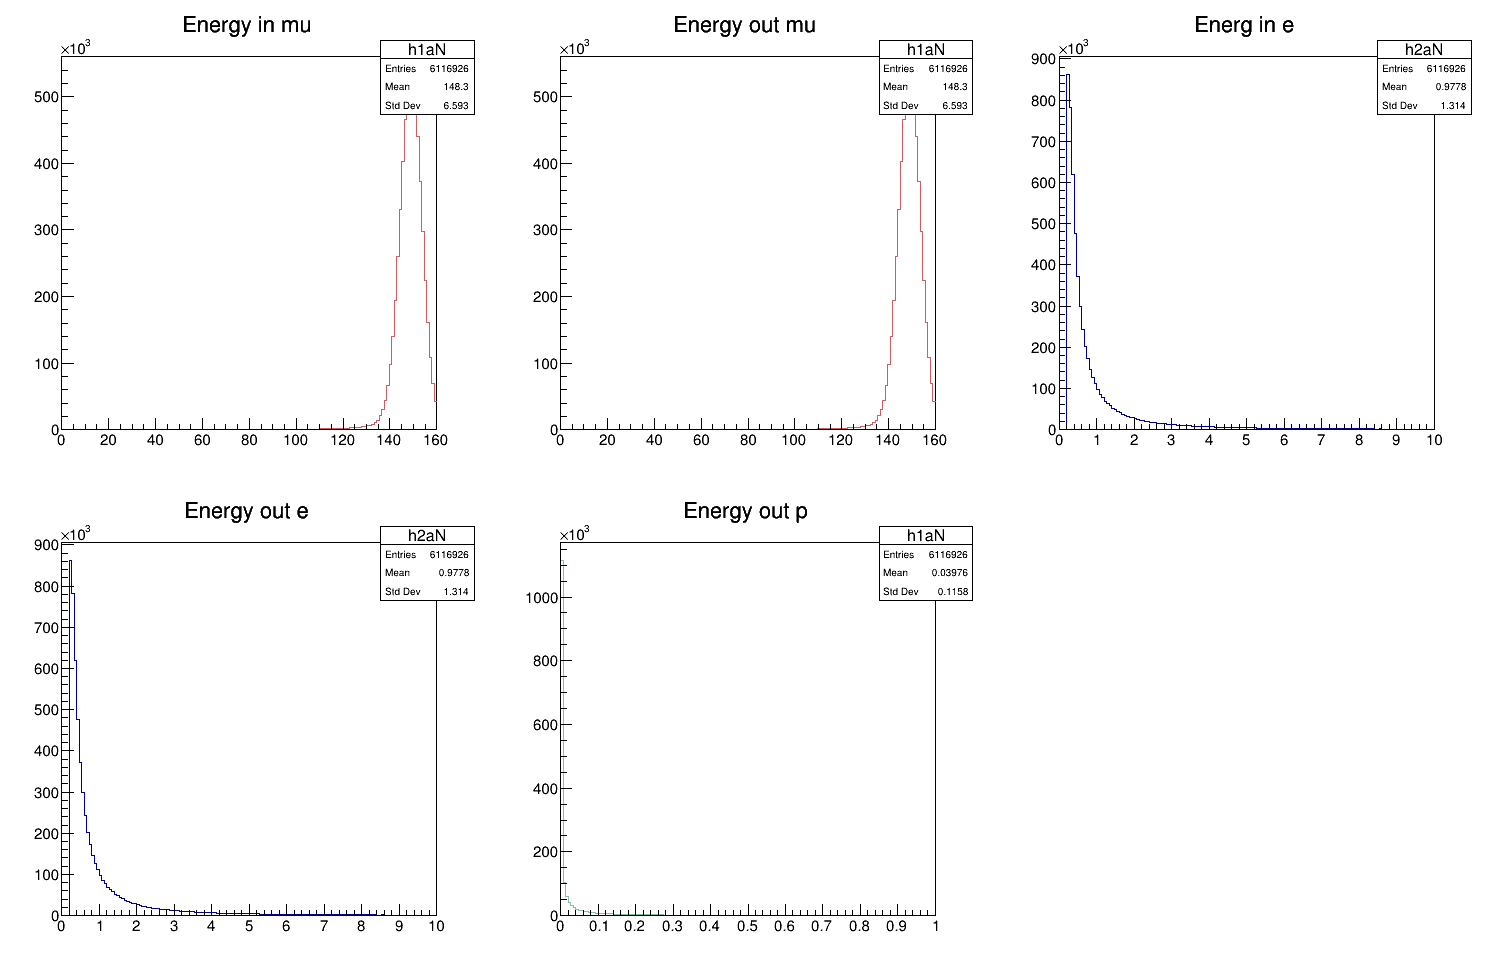 Energy in mu
×10³
h1aN
Entries 6116926
Mean 148.3
Std Dev 6.593
500
400
300
200
100
0
0 20 40 60 80 100 120 140 160
Energy out mu
×10³
h1aN
Entries 6116926
Mean 148.3
Std Dev 6.593
500
400
300
200
100
0
0 20 40 60 80 100 120 140 160
Energ in e
×10³
h2aN
Entries 6116926
Mean 0.9778
Std Dev 1.314
900
800
700
600
500
400
300
200
100
0
0 1 2 3 4 5 6 7 8 9 10
Energy out e
×10³
h2aN
Entries 6116926
Mean 0.9778
Std Dev 1.314
900
800
700
600
500
400
300
200
100
0
0 1 2 3 4 5 6 7 8 9 10
Energy out p
×10³
h1aN
Entries 6116926
Mean 0.03976
Std Dev 0.1158
1000
800
600
400
200
0
0 0.1 0.2 0.3 0.4 0.5 0.6 0.7 0.8 0.9 1